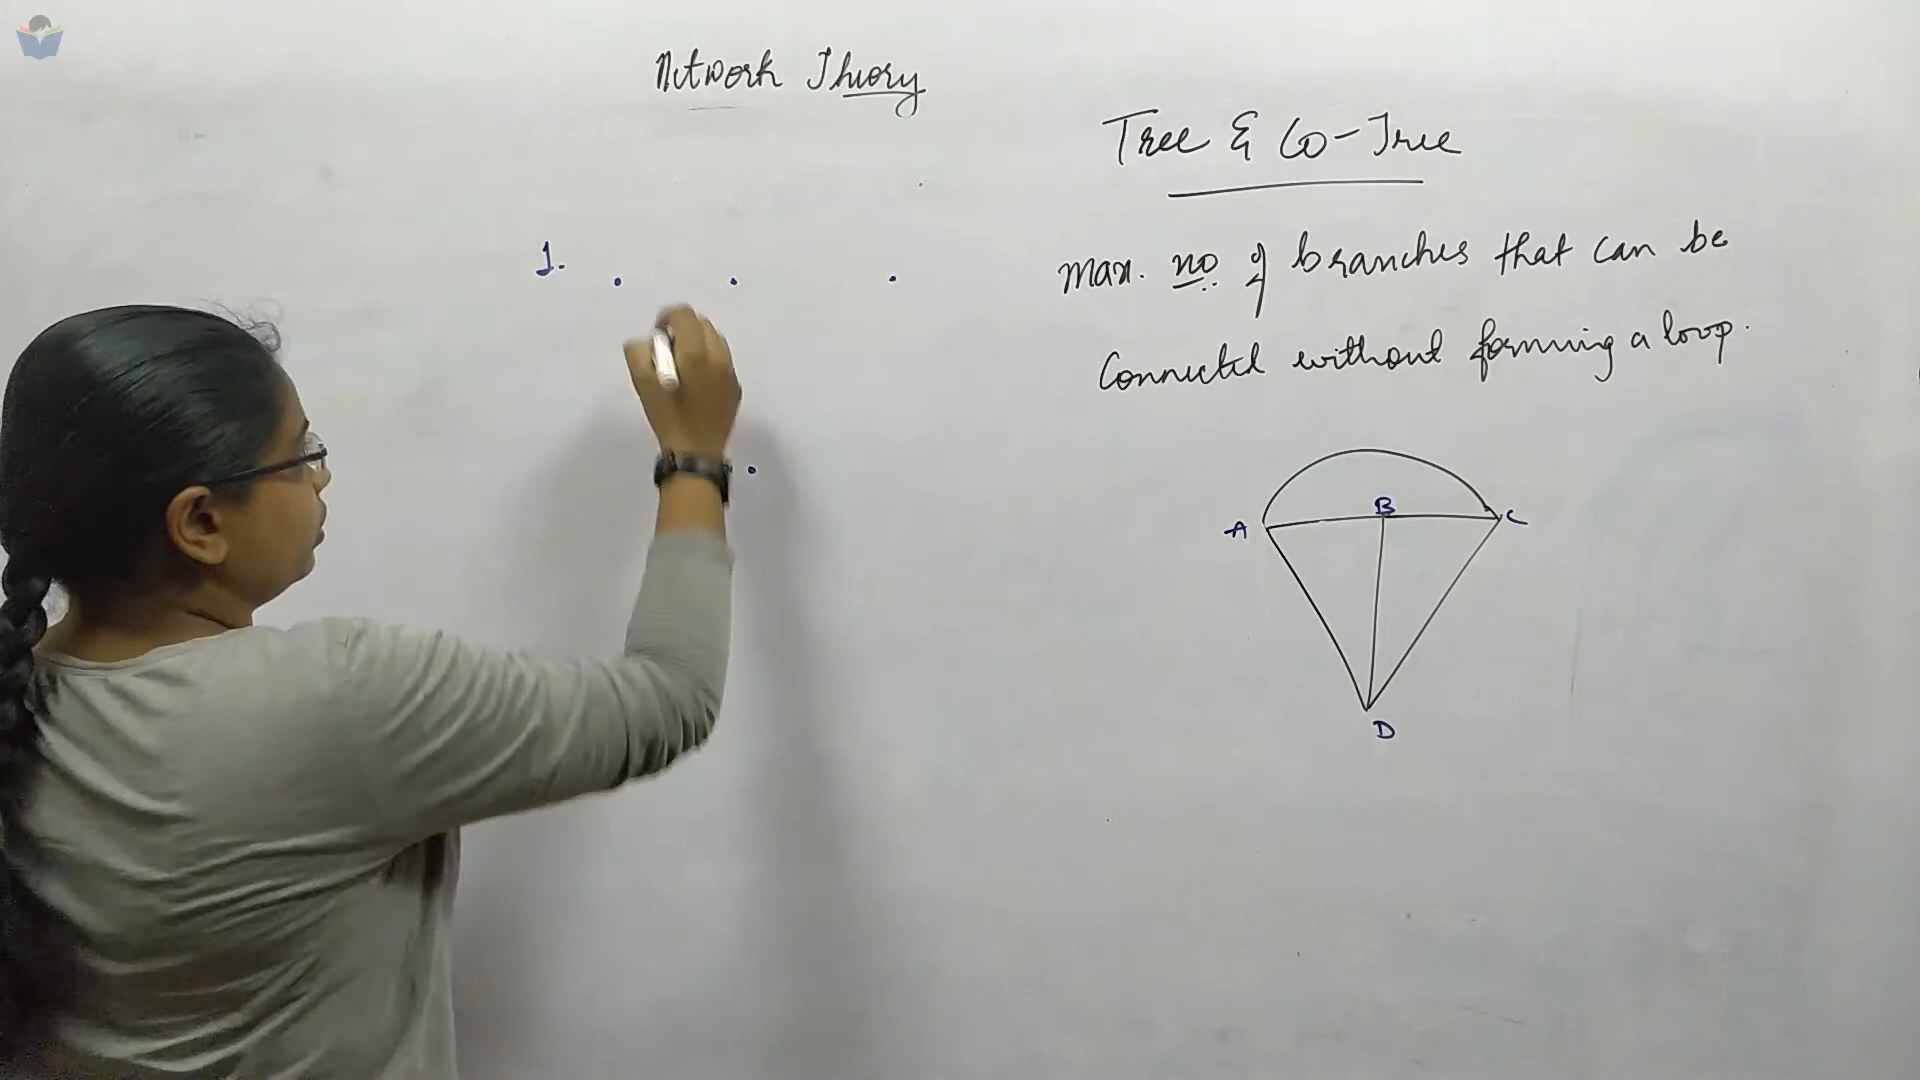 Network Theory
Tree & Co-Tree
1.
Max. no of branches that can be
Connected without forming a loop.
A
B
C
D